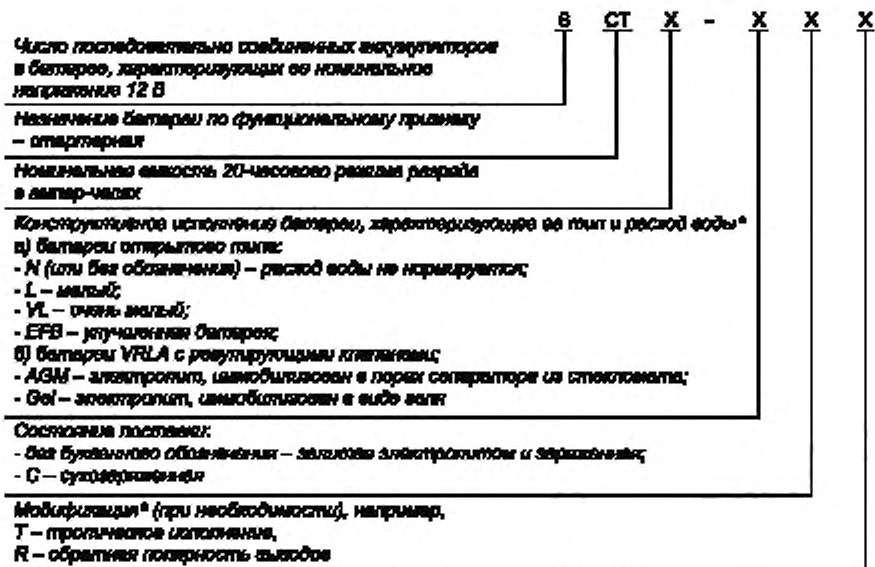 6 СТ Х – Х Х Х
Число последовательно соединенных аккумуляторов
в батарее, характеризующих ее номинальное
напряжение 12 В
Назначение батареи по функциональному признаку
– стартерная
Номинальная емкость 20-часового режима разряда
в ампер-часах
Конструктивное исполнение батареи, характеризующее ее тип и расход воды*
а) батареи открытого типа:
- N (или без обозначения) – расход воды не нормируется;
- L – малый;
- VL – очень малый;
- EFB – улучшенная батарея;
б) батареи VRLA с регулирующими клапанами;
- AGM – электролит, иммобилизован в порах сепаратора из стекломата;
- Gel – электролит, иммобилизован в виде геля
Состояние поставки:
- без буквенного обозначения – залитая электролитом и заряженная;
- С – сухозаряженная
Модификация* (при необходимости), например,
Т – тропическое исполнение,
R – обратная полярность выводов